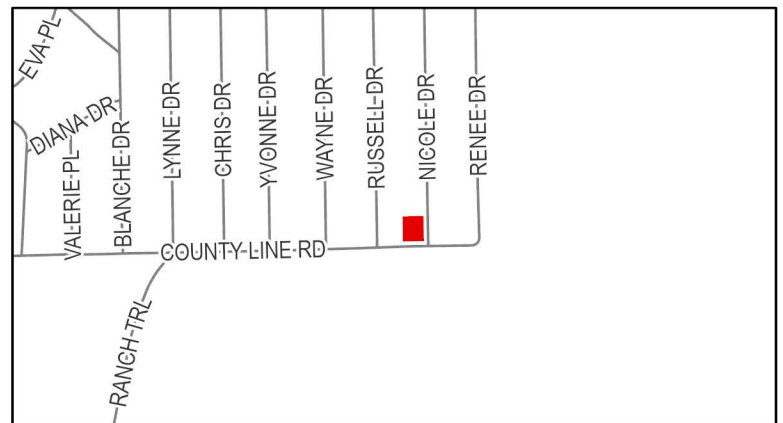 EVA PL
DIANA DR
VALERIE PL
BLANCHE DR
LYNNE DR
CHRIS DR
YVONNE DR
WAYNE DR
RUSSELL DR
NICOLE DR
RENEE DR
COUNTY LINE RD
RANCH TRL